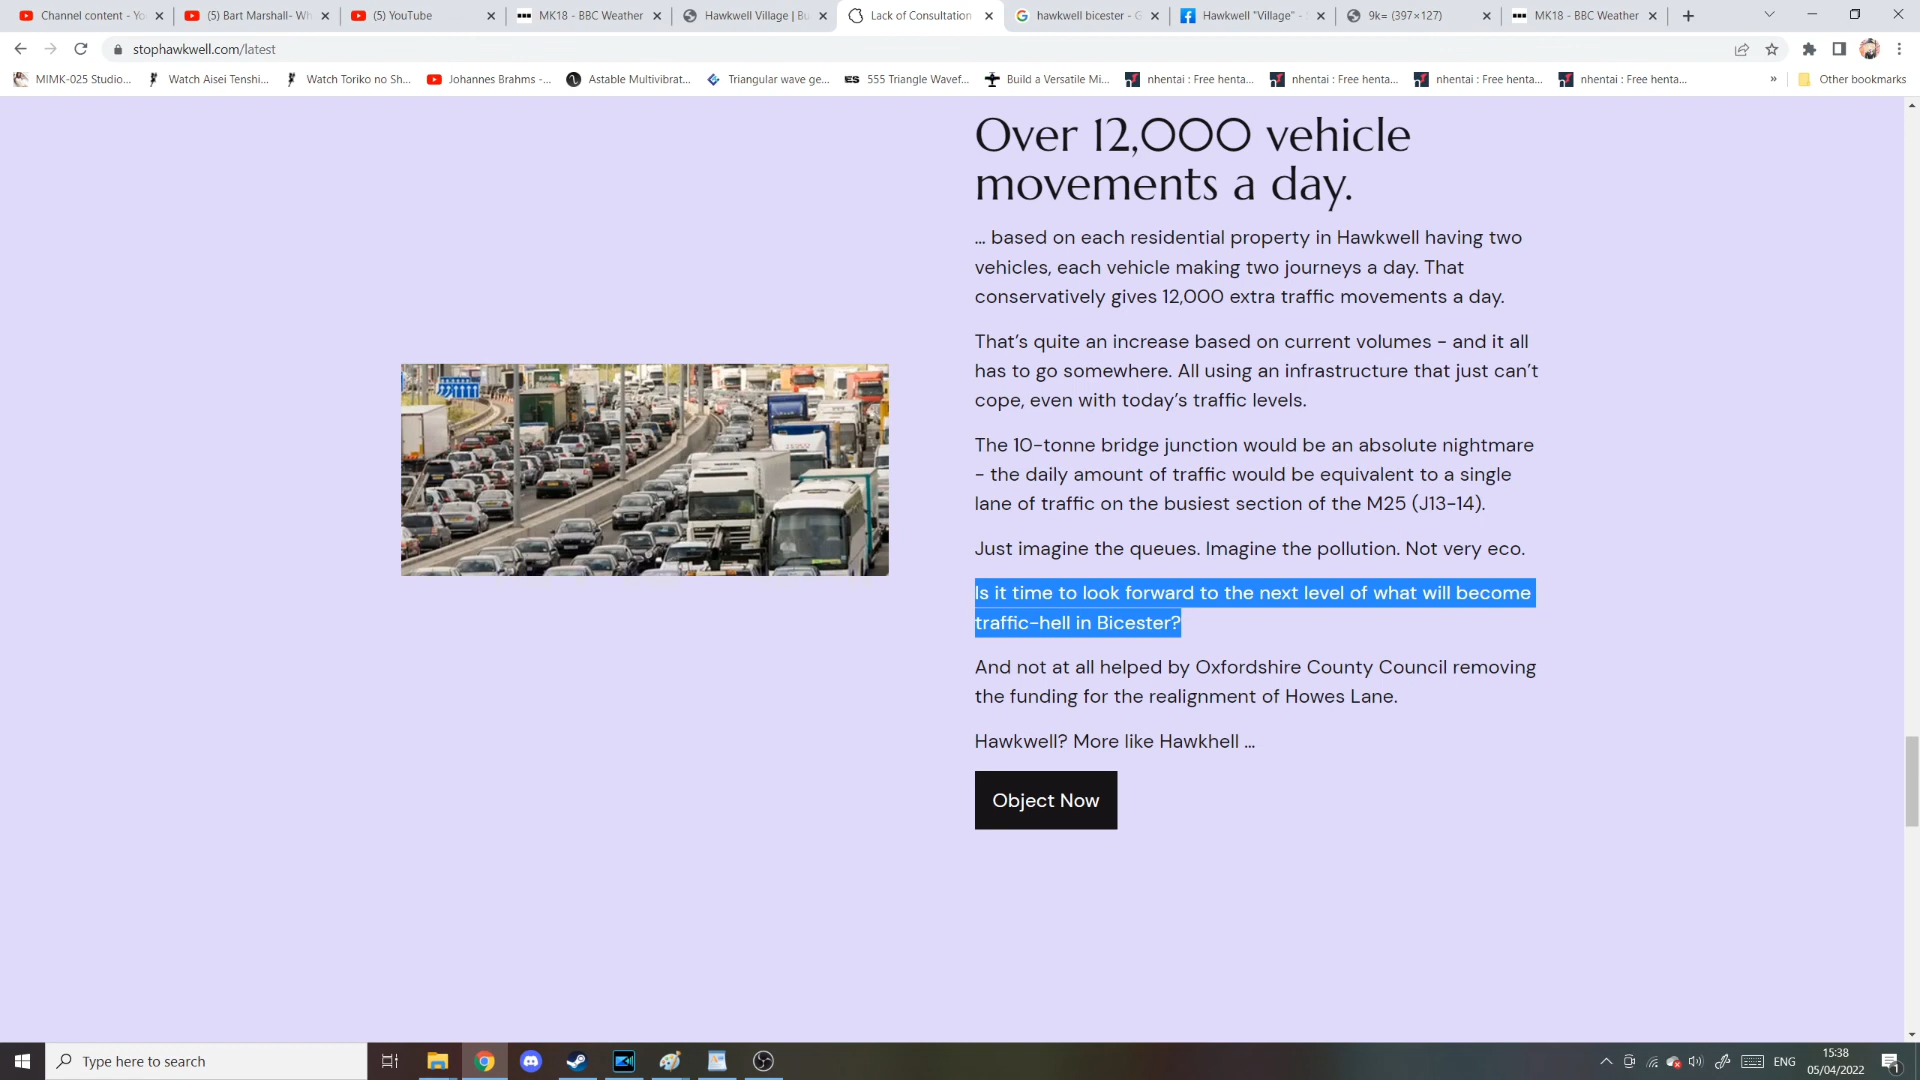 Channel content - Yo
(5) Bart Marshall- Wh
(5) YouTube
MK18 - BBC Weather
Hawkwell Village | Bu
Lack of Consultation
hawkwell bicester - G
Hawkwell "Village" -
9k= (397×127)
MK18 - BBC Weather
stophawkwell.com/latest
MIMK-025 Studio...
Watch Aisei Tenshi...
Watch Toriko no Sh...
Johannes Brahms -...
Astable Multivibrat...
Triangular wave ge...
ES 555 Triangle Wavef...
Build a Versatile Mi...
nhentai : Free henta...
nhentai : Free henta...
nhentai : Free henta...
nhentai : Free henta...
»
Other bookmarks
Over 12,000 vehicle
movements a day.
... based on each residential property in Hawkwell having two
vehicles, each vehicle making two journeys a day. That
conservatively gives 12,000 extra traffic movements a day.
That's quite an increase based on current volumes - and it all
has to go somewhere. All using an infrastructure that just can't
cope, even with today's traffic levels.
The 10-tonne bridge junction would be an absolute nightmare
- the daily amount of traffic would be equivalent to a single
lane of traffic on the busiest section of the M25 (J13-14).
Just imagine the queues. Imagine the pollution. Not very eco.
Is it time to look forward to the next level of what will become
traffic-hell in Bicester?
And not at all helped by Oxfordshire County Council removing
the funding for the realignment of Howes Lane.
Hawkwell? More like Hawkhell ...
Object Now
Type here to search
ENG
15:38
05/04/2022
1